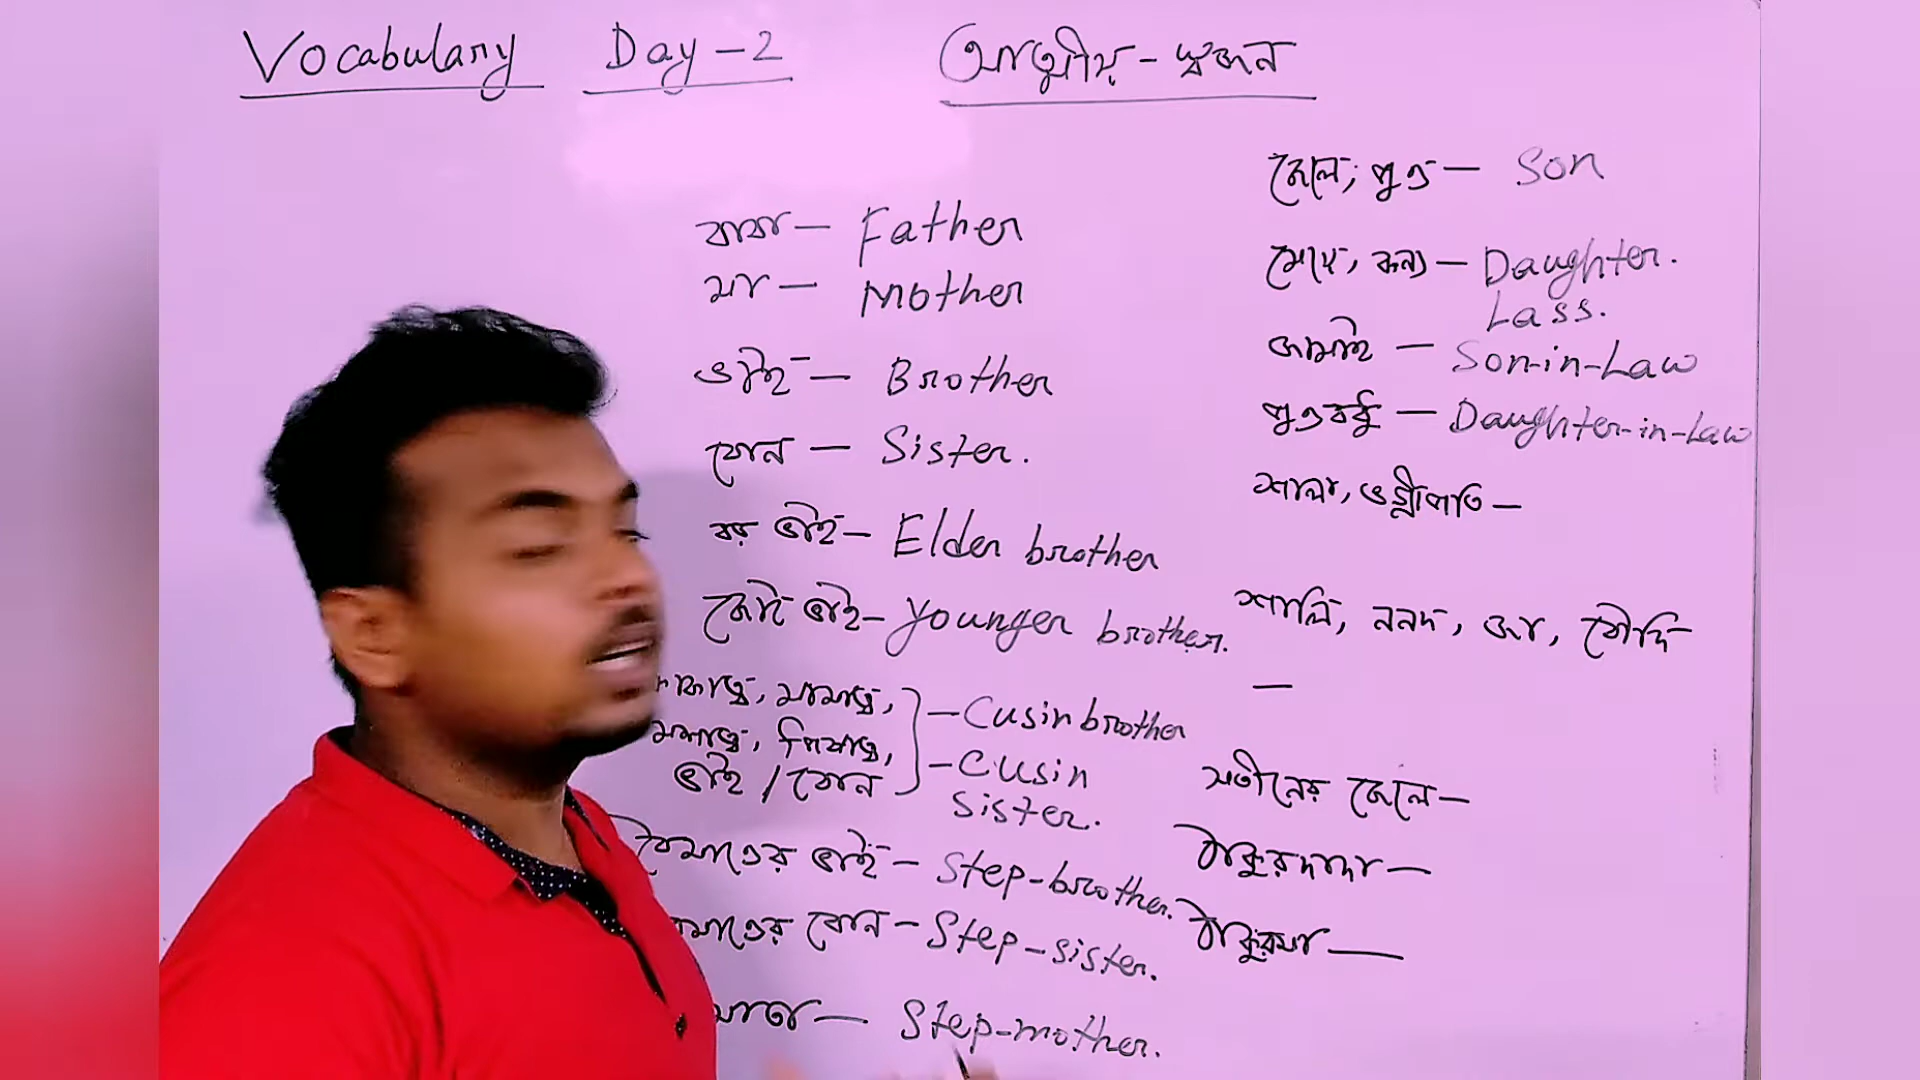 Vocabulary Day-2 আত্মীয়-স্বজন
বাবা — Father
মা — Mother
ভাই — Brother
বোন — Sister.
বড় ভাই — Elder brother
ছোট ভাই — Younger brother.
মামাতো,
পিসাতো,
ভাই / বোন
— Cusin brother
— Cusin
Sister.
বৈমাত্রেয় ভাই — Step-brother.
বোন — Step-sister.
মাতা — Step-mother.
ছেলে, পুত্র — Son
মেয়ে, কন্যা — Daughter.
Lass.
জামাই — Son-in-Law
পুত্রবধু — Daughter-in-Law
শালা, ভগ্নীপতি —
শালি, ননদ, জা, বৌদি
—
সতীনের ছেলে —
ঠাকুরদাদা —
ঠাকুরমা —